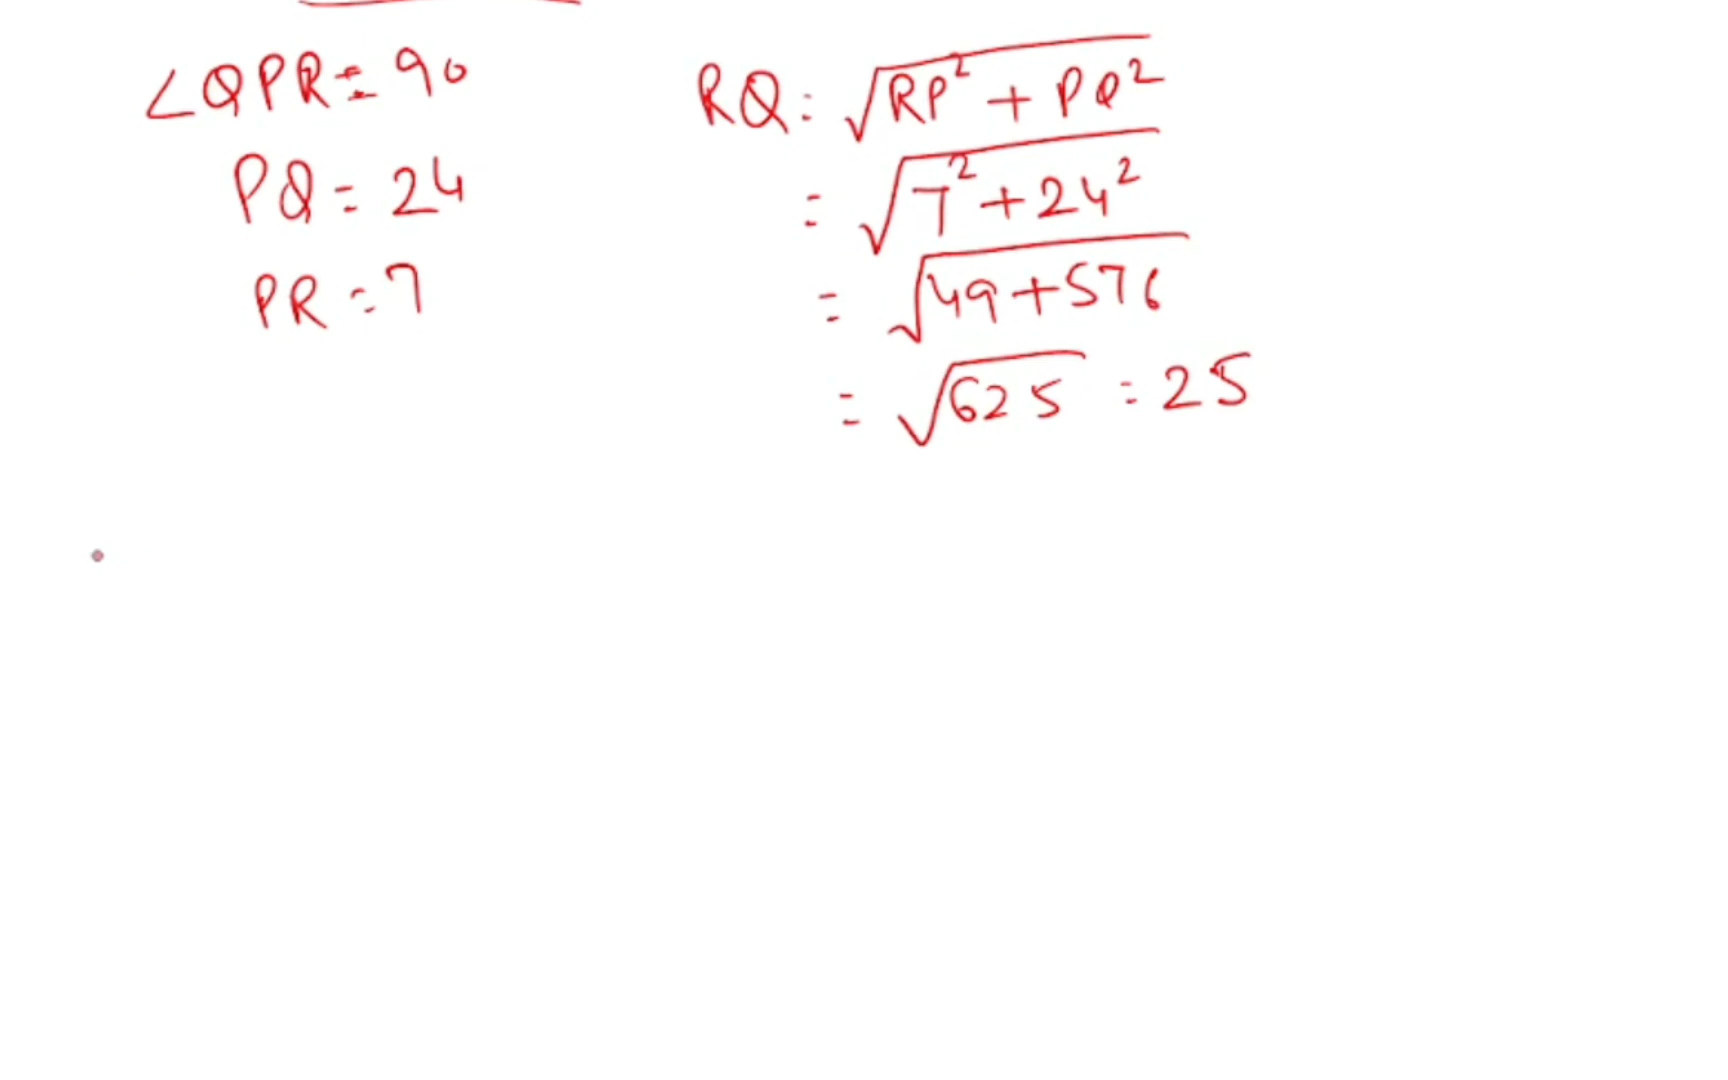 ∠QPR = 90
PQ = 24
PR = 7
RQ = √(RP² + PQ²)
= √(7² + 24²)
= √(49 + 576)
= √625 = 25